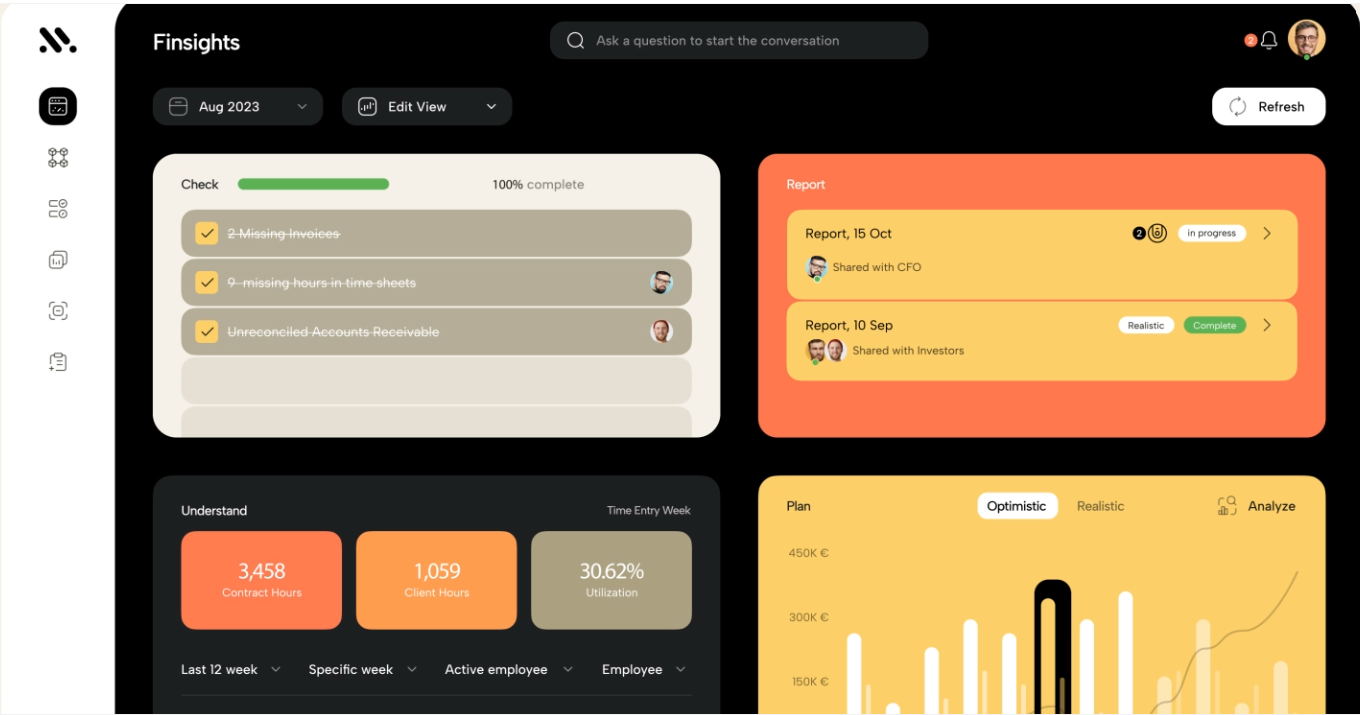 Finsights
Ask a question to start the conversation
2
Aug 2023
Edit View
Refresh
Check
100% complete
2 Missing Invoices
9 missing hours in time sheets
Unreconciled Accounts Receivable
Report
Report, 15 Oct
2
in progress
Shared with CFO
Report, 10 Sep
Realistic
Complete
Shared with Investors
Understand
Time Entry Week
3,458
Contract Hours
1,059
Client Hours
30.62%
Utilization
Last 12 week
Specific week
Active employee
Employee
Plan
Optimistic
Realistic
Analyze
450K €
300K €
150K €